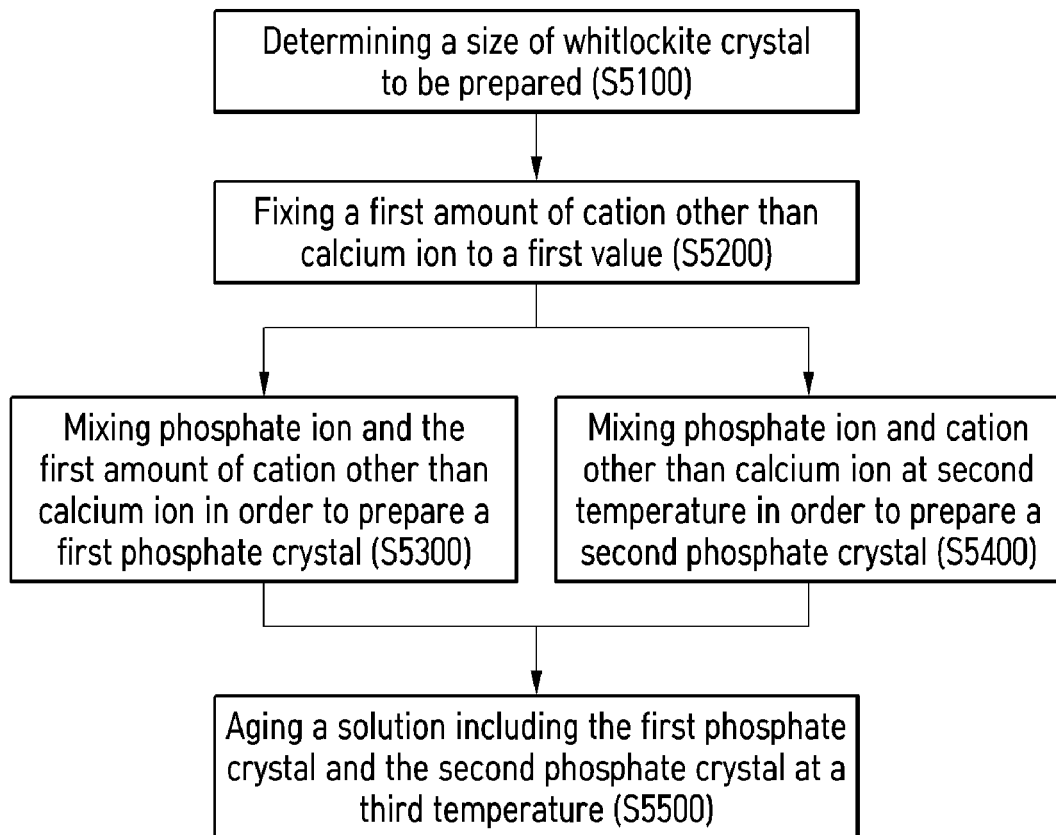 Determining a size of whitlockite crystal
to be prepared (S5100)
Fixing a first amount of cation other than
calcium ion to a first value (S5200)
Mixing phosphate ion and the
first amount of cation other than
calcium ion in order to prepare a
first phosphate crystal (S5300)
Mixing phosphate ion and cation
other than calcium ion at second
temperature in order to prepare a
second phosphate crystal (S5400)
Aging a solution including the first phosphate
crystal and the second phosphate crystal at a
third temperature (S5500)